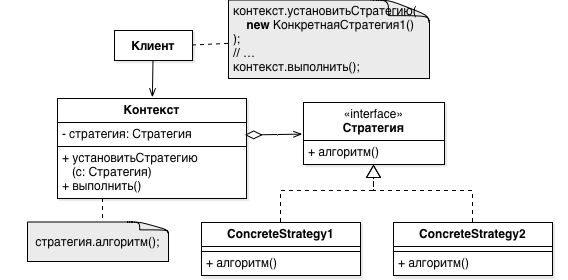 контекст.установитьСтратегию(
new КонкретнаяСтратегия1()
);
// ...
контекст.выполнить();
Клиент
Контекст
- стратегия: Стратегия
+ установитьСтратегию
(с: Стратегия)
+ выполнить()
«interface»
Стратегия
+ алгоритм()
стратегия.алгоритм();
ConcreteStrategy1
+ алгоритм()
ConcreteStrategy2
+ алгоритм()